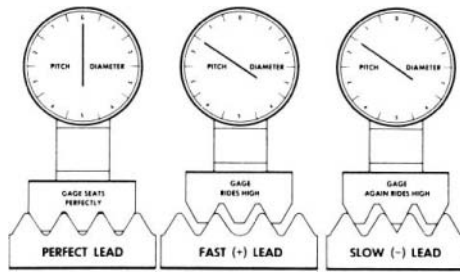 PITCH DIAMETER
GAGE SEATS
PERFECTLY
PERFECT LEAD
PITCH DIAMETER
GAGE
RIDES HIGH
FAST (+) LEAD
PITCH DIAMETER
GAGE
AGAIN RIDES HIGH
SLOW (-) LEAD